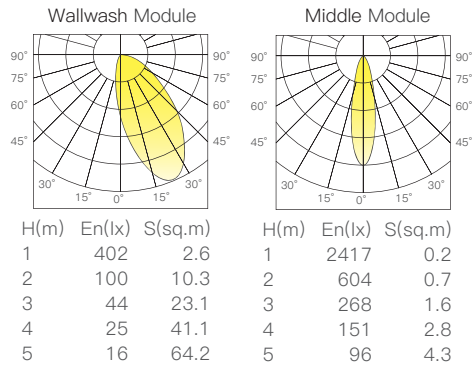 Wallwash Module
90° 90°
75° 75°
60° 60°
45° 45°
30° 30°
15° 0° 15°
H(m) En(lx) S(sq.m)
1 402 2.6
2 100 10.3
3 44 23.1
4 25 41.1
5 16 64.2
Middle Module
90° 90°
75° 75°
60° 60°
45° 45°
30° 30°
15° 0° 15°
H(m) En(lx) S(sq.m)
1 2417 0.2
2 604 0.7
3 268 1.6
4 151 2.8
5 96 4.3